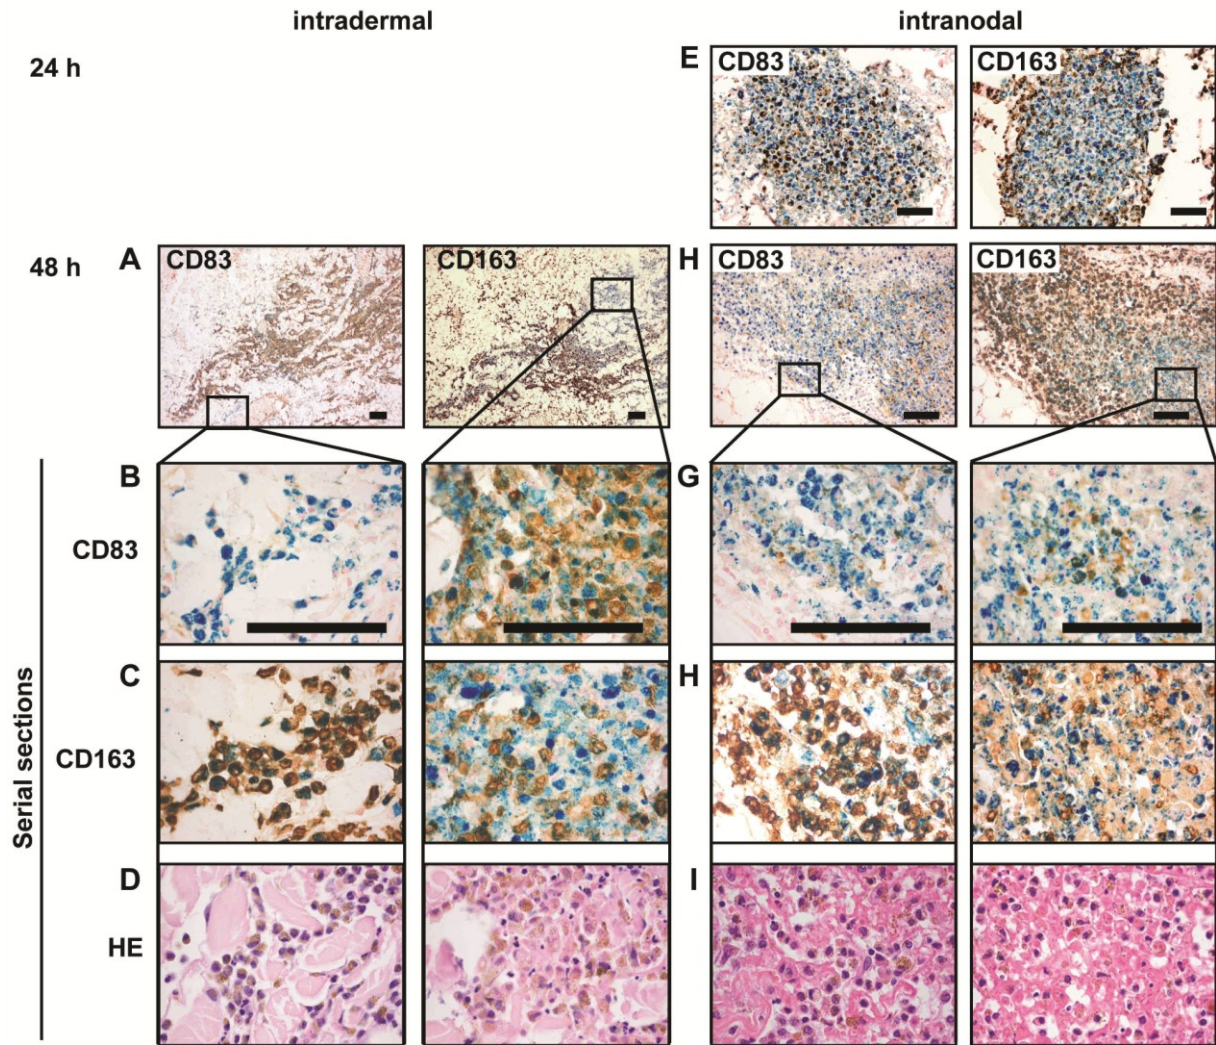 intradermal intranodal
24 h E CD83 CD163
48 h A CD83 CD163 H CD83 CD163
B G
CD83
C H
CD163
D I
HE
Serial sections